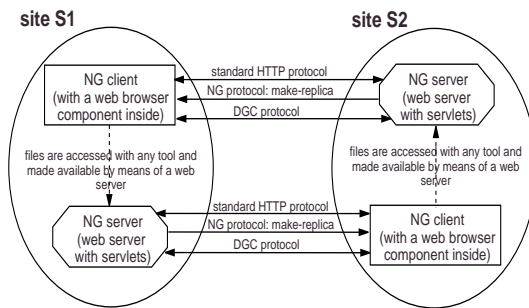 site S1
site S2
NG client
(with a web browser
component inside)
standard HTTP protocol
NG protocol: make-replica
DGC protocol
NG server
(web server
with servlets)
files are accessed with any tool and
made available by means of a web
server
files are accessed with any tool and
made available by means of a web
server
NG server
(web server
with servlets)
standard HTTP protocol
NG protocol: make-replica
DGC protocol
NG client
(with a web browser
component inside)